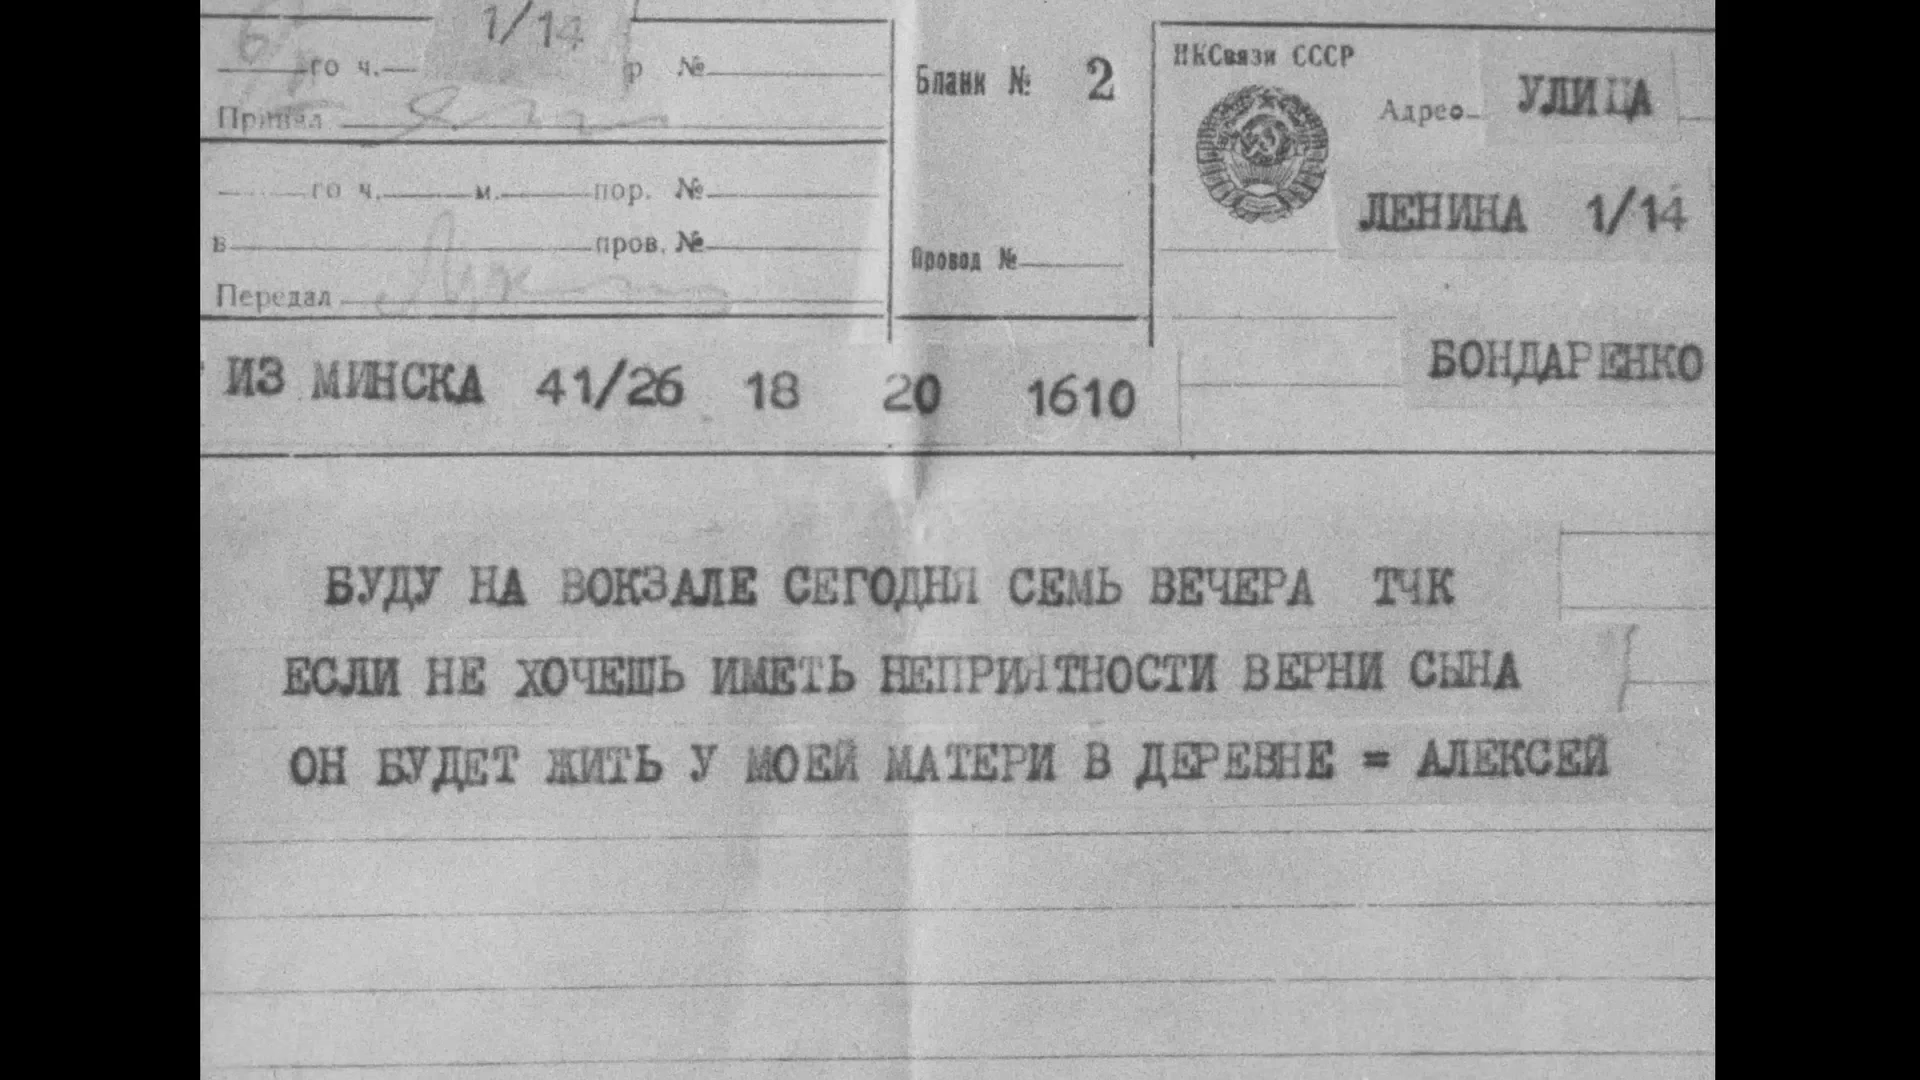 1/14
го ч. р №
Принял
го ч. м. пор. №
в пров. №
Передал
Бланк № 2
Провод №
НКСвязи СССР
Адрес УЛИЦА
ЛЕНИНА 1/14
БОНДАРЕНКО
ИЗ МИНСКА 41/26 18 20 1610
БУДУ НА ВОКЗАЛЕ СЕГОДНЯ СЕМЬ ВЕЧЕРА ТЧК
ЕСЛИ НЕ ХОЧЕШЬ ИМЕТЬ НЕПРИЯТНОСТИ ВЕРНИ СЫНА
ОН БУДЕТ ЖИТЬ У МОЕЙ МАТЕРИ В ДЕРЕВНЕ = АЛЕКСЕЙ